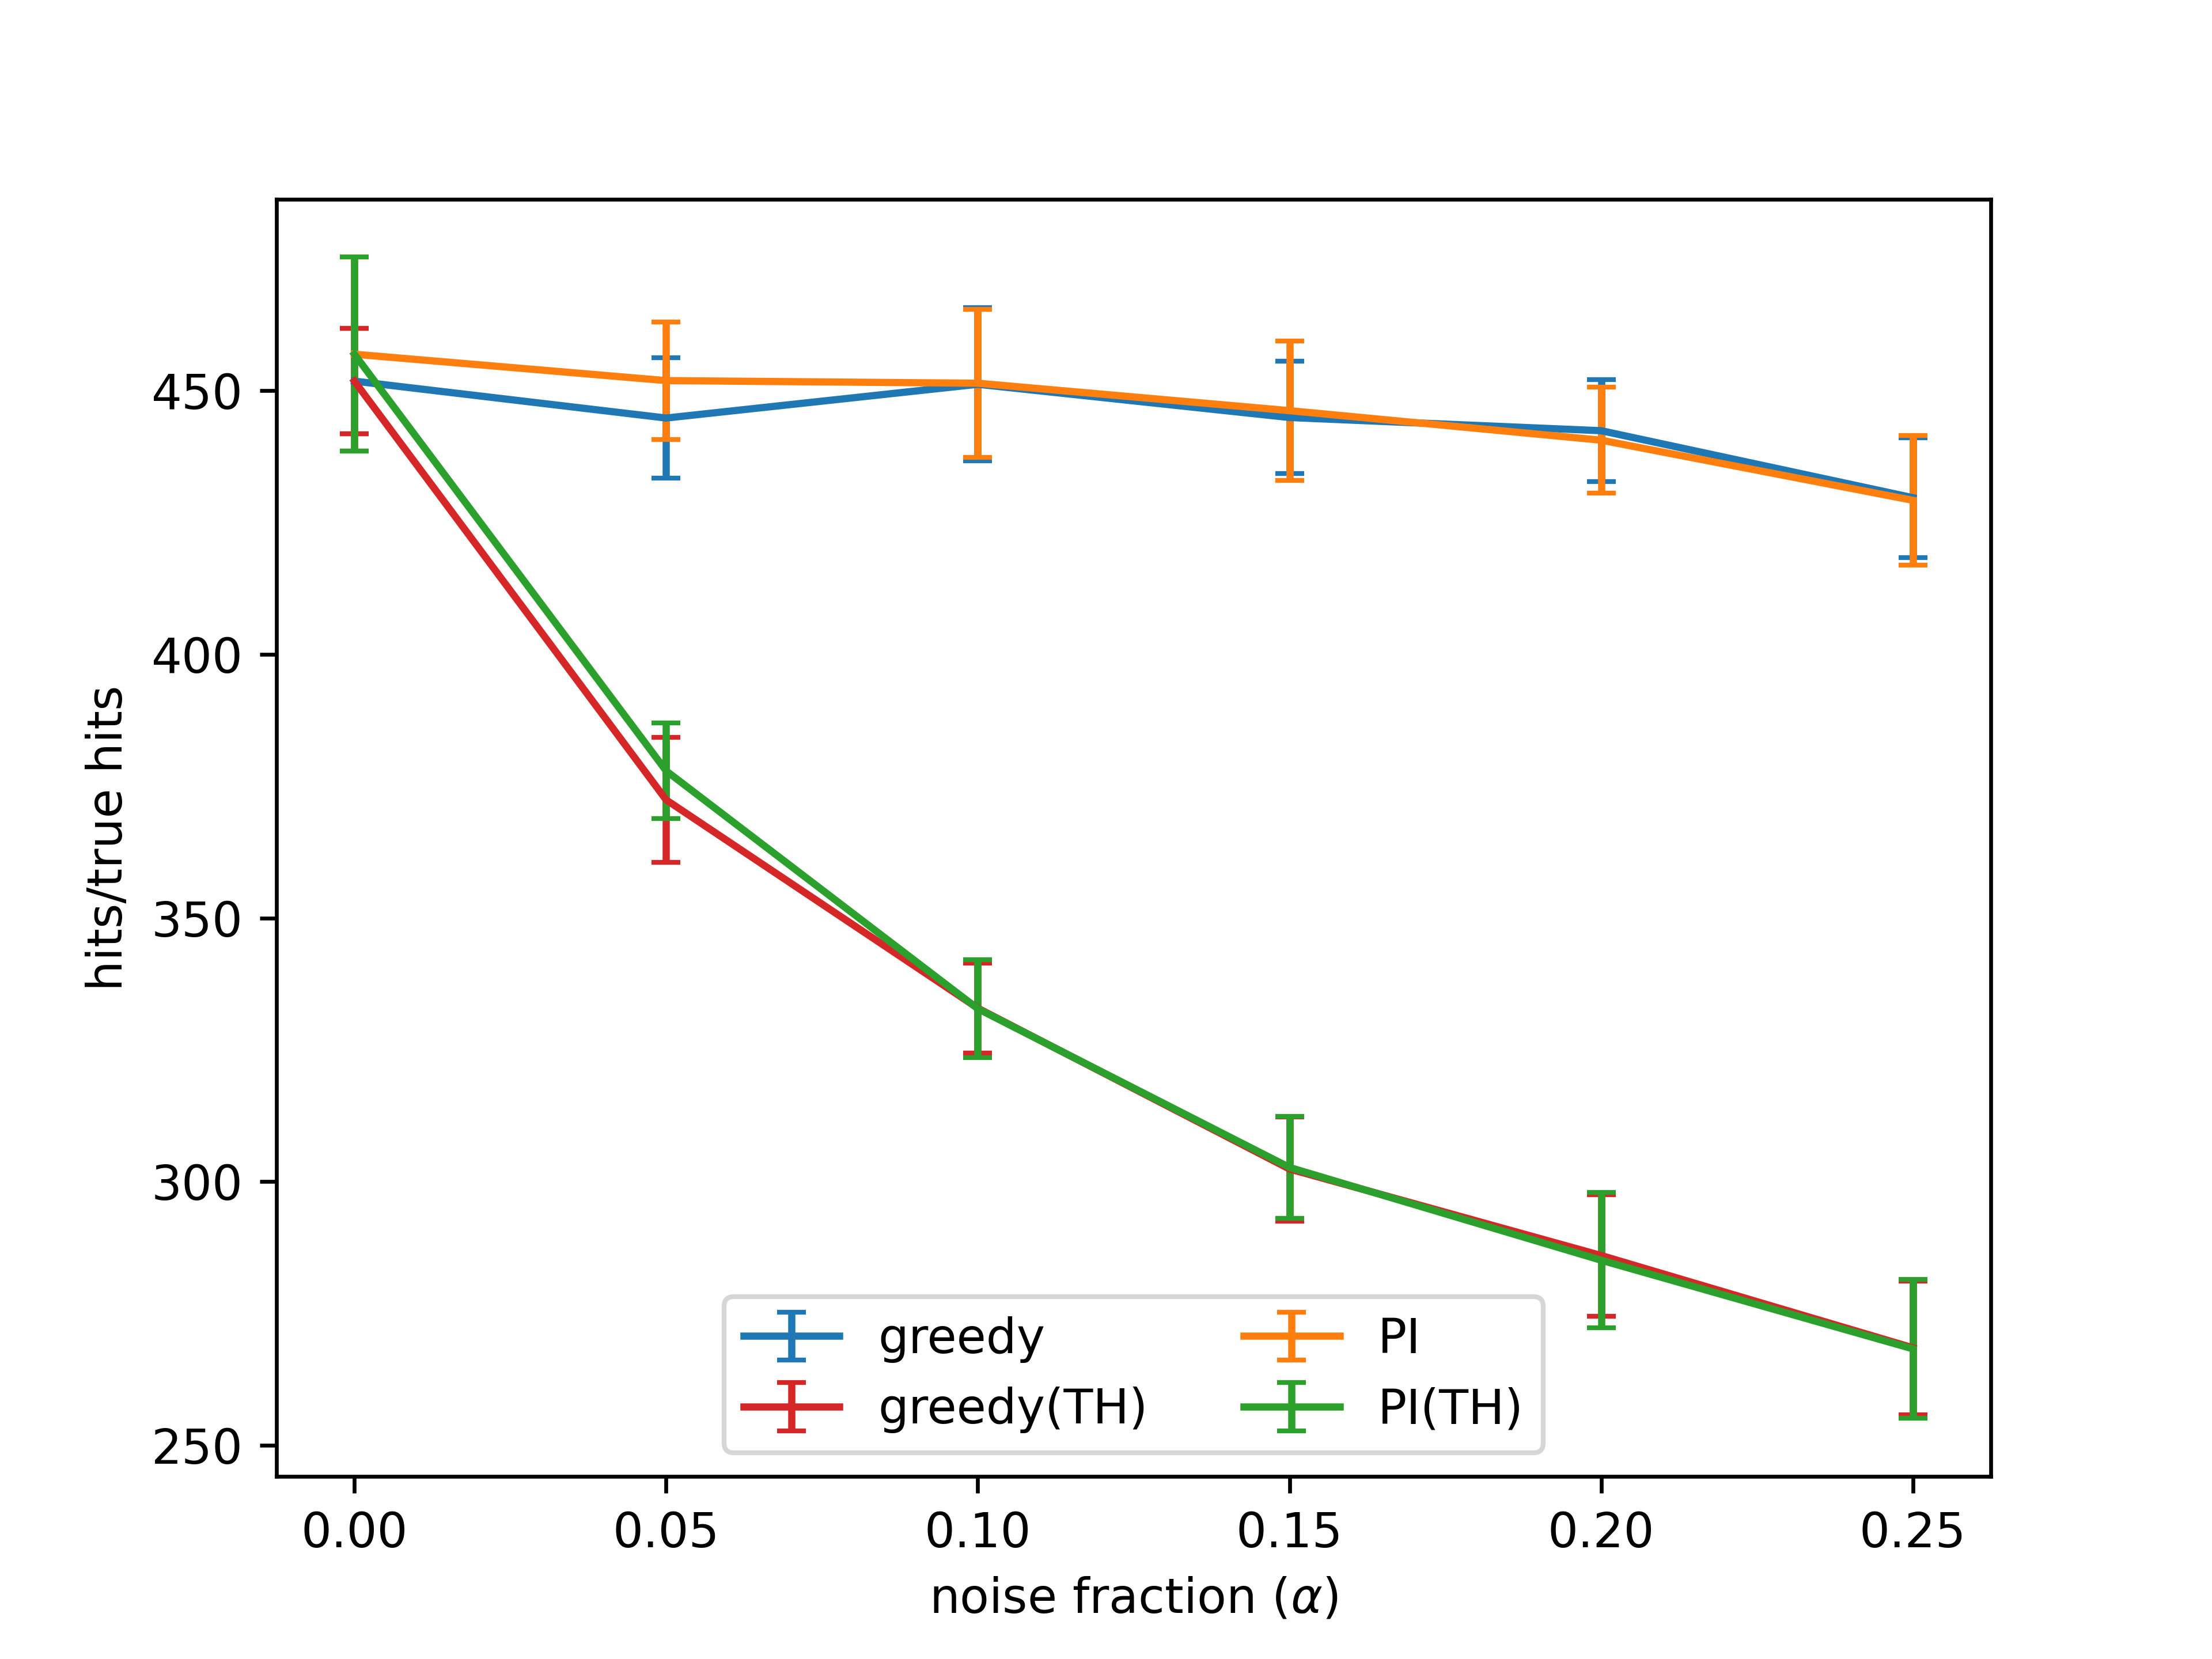 hits/true hits
450
400
350
300
250
greedy
PI
greedy(TH)
PI(TH)
0.00 0.05 0.10 0.15 0.20 0.25
noise fraction (α)